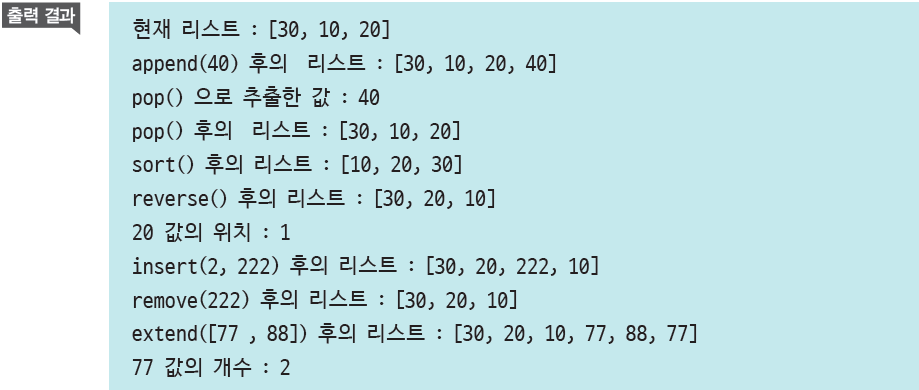 출력 결과
현재 리스트 : [30, 10, 20]
append(40) 후의  리스트 : [30, 10, 20, 40]
pop() 으로 추출한 값 : 40
pop() 후의  리스트 : [30, 10, 20]
sort() 후의 리스트 : [10, 20, 30]
reverse() 후의 리스트 : [30, 20, 10]
20 값의 위치 : 1
insert(2, 222) 후의 리스트 : [30, 20, 222, 10]
remove(222) 후의 리스트 : [30, 20, 10]
extend([77 , 88]) 후의 리스트 : [30, 20, 10, 77, 88, 77]
77 값의 개수 : 2